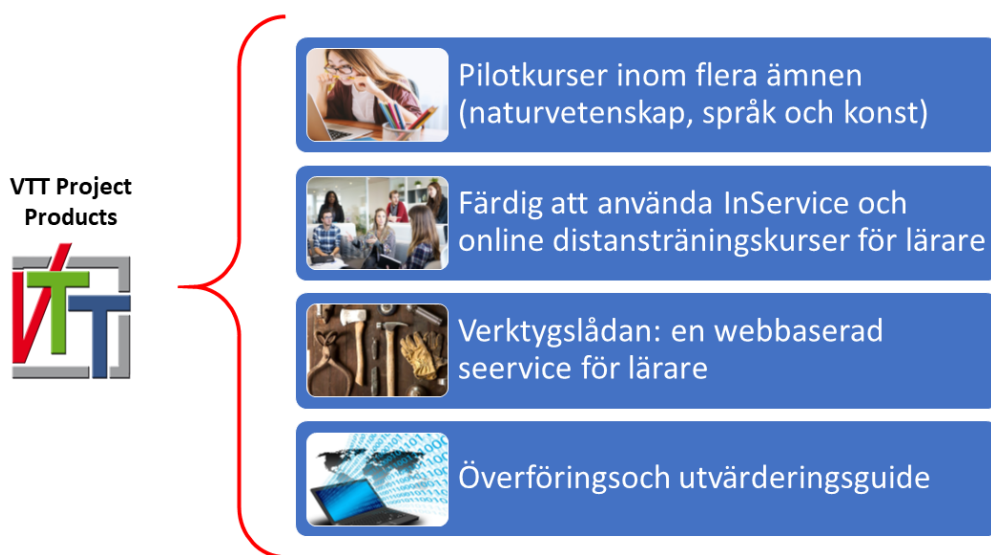 VTT Project
Products
VTT
Pilotkurser inom flera ämnen
(naturvetenskap, språk och konst)
Färdig att använda InService och
online distansträningskurser för lärare
Verktygslådan: en webbaserad
seervice för lärare
Överföringsoch utvärderingsguide